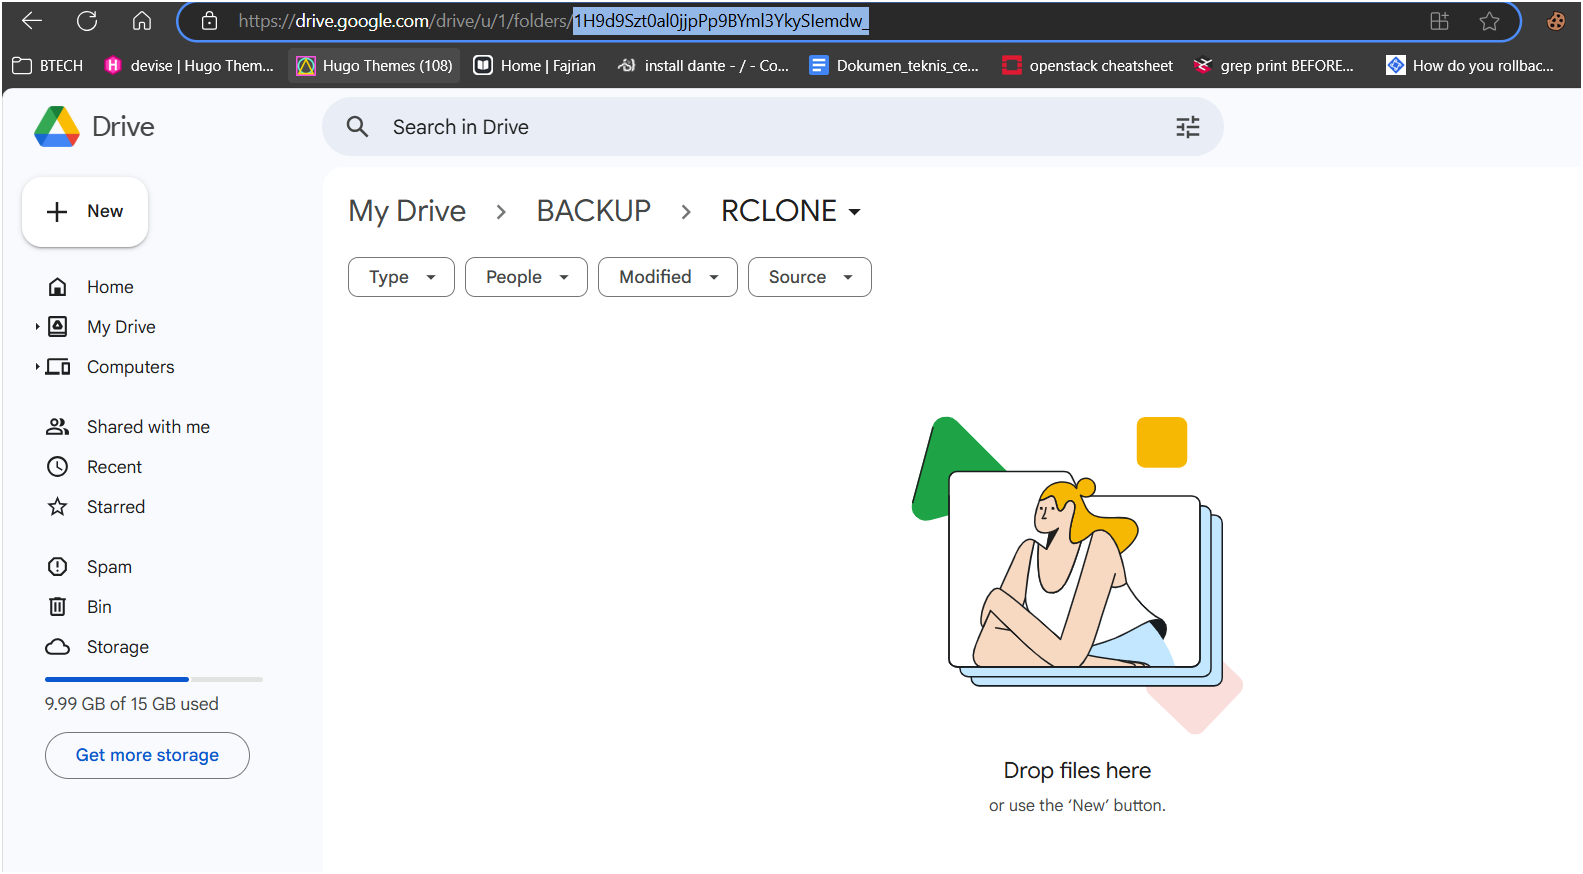 https://drive.google.com/drive/u/1/folders/1H9d9Szt0al0jjpPp9BYml3YkySIemdw_
BTECH devise | Hugo Them... Hugo Themes (108) Home | Fajrian install dante - / - Co... Dokumen_teknis_ce... openstack cheatsheet grep print BEFORE... How do you rollbac...
Drive
Search in Drive
New
My Drive > BACKUP > RCLONE
Type People Modified Source
Home
My Drive
Computers
Shared with me
Recent
Starred
Spam
Bin
Storage
9.99 GB of 15 GB used
Get more storage
Drop files here
or use the ‘New’ button.